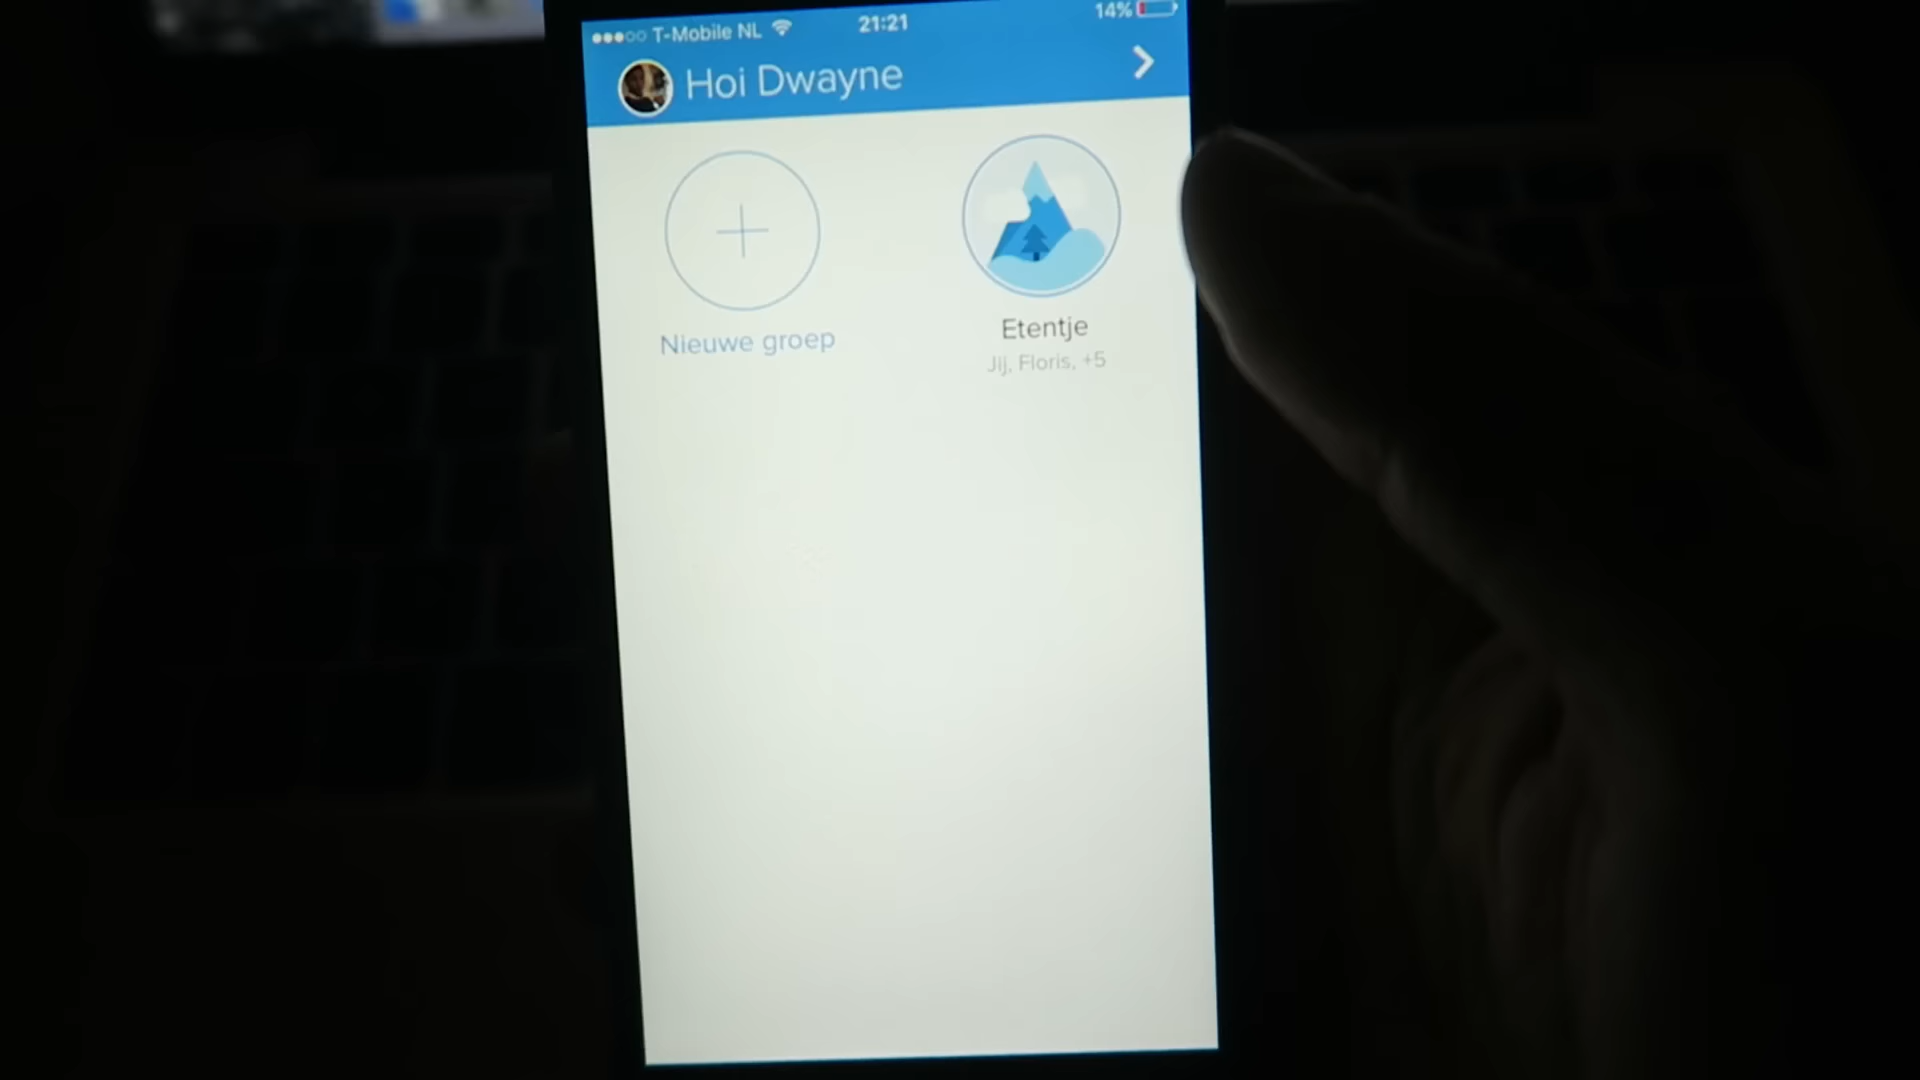 T-Mobile NL 21:21 14%
Hoi Dwayne
Nieuwe groep
Etentje
Jij, Floris, +5